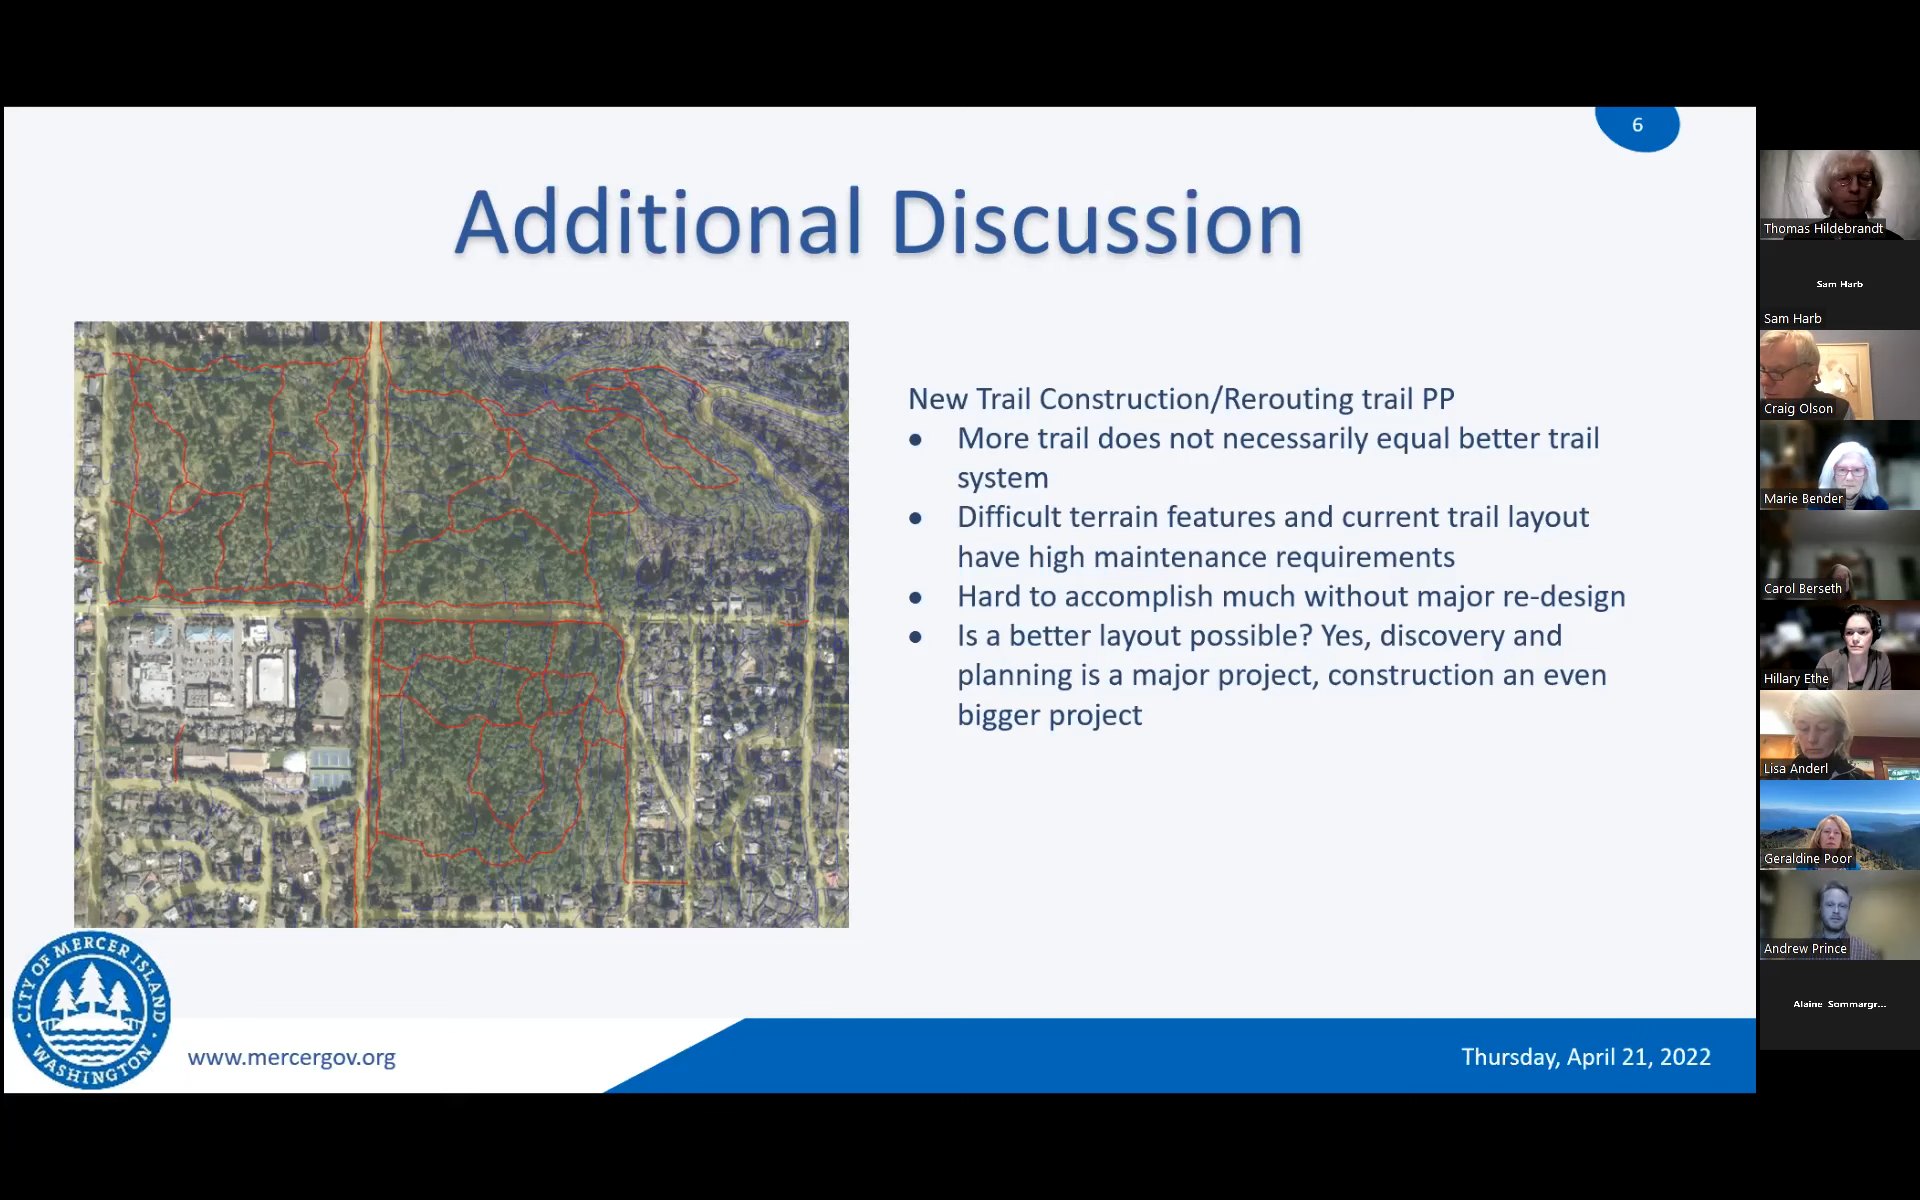 6
Additional Discussion
New Trail Construction/Rerouting trail PP
• More trail does not necessarily equal better trail
system
• Difficult terrain features and current trail layout
have high maintenance requirements
• Hard to accomplish much without major re-design
• Is a better layout possible? Yes, discovery and
planning is a major project, construction an even
bigger project
CITY OF MERCER ISLAND
WASHINGTON
www.mercergov.org
Thursday, April 21, 2022
Thomas Hildebrandt
Sam Harb
Sam Harb
Craig Olson
Marie Bender
Carol Berseth
Hillary Ethe
Lisa Anderl
Geraldine Poor
Andrew Prince
Alaine Sommargr...